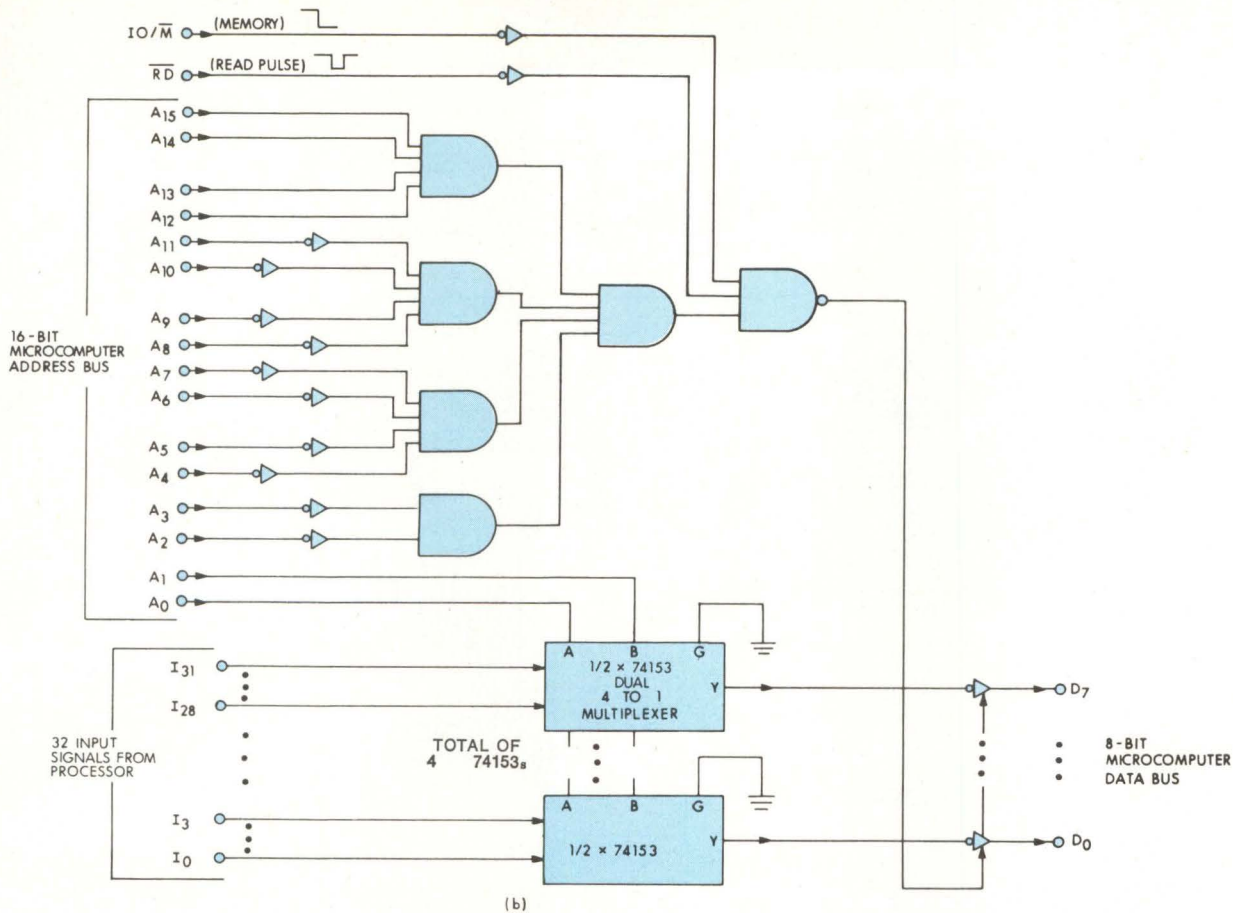 IO/M̅ (MEMORY)
R̅D̅ (READ PULSE)
A15
A14
A13
A12
A11
A10
A9
A8
16-BIT
MICROCOMPUTER
ADDRESS BUS
A7
A6
A5
A4
A3
A2
A1
A0
A B G
1/2 × 74153
DUAL
4 TO 1
MULTIPLEXER
Y
I31
I28
D7
32 INPUT
SIGNALS FROM
PROCESSOR
TOTAL OF
4 74153s
8-BIT
MICROCOMPUTER
DATA BUS
A B G
I3
I0
1/2 × 74153
Y
D0
(b)